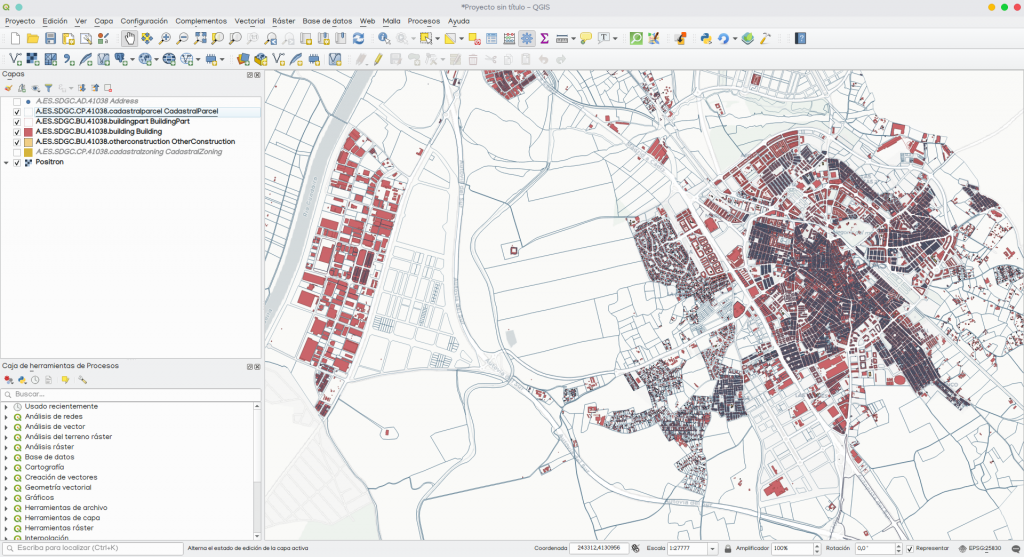 *Proyecto sin título - QGIS
Proyecto Edición Ver Capa Configuración Complementos Vectorial Ráster Base de datos Web Malla Procesos Ayuda
Capas
A.ES.SDGC.AD.41038 Address
A.ES.SDGC.CP.41038.cadastralparcel CadastralParcel
A.ES.SDGC.BU.41038.buildingpart BuildingPart
A.ES.SDGC.BU.41038.building Building
A.ES.SDGC.BU.41038.otherconstruction OtherConstruction
A.ES.SDGC.CP.41038.cadastralzoning CadastralZoning
Positron
Caja de herramientas de Procesos
Buscar...
Usado recientemente
Análisis de redes
Análisis de vector
Análisis del terreno ráster
Análisis ráster
Base de datos
Cartografía
Creación de vectores
Geometría vectorial
Gráficos
Herramientas de archivo
Herramientas de capa
Herramientas ráster
Interpolación
Escriba para localizar (Ctrl+K)
Alterna el estado de edición de la capa activa
Coordenada 243312,4130956 Escala 1:27777 Amplificador 100% Rotación 0,0 ° Representar EPSG:25830